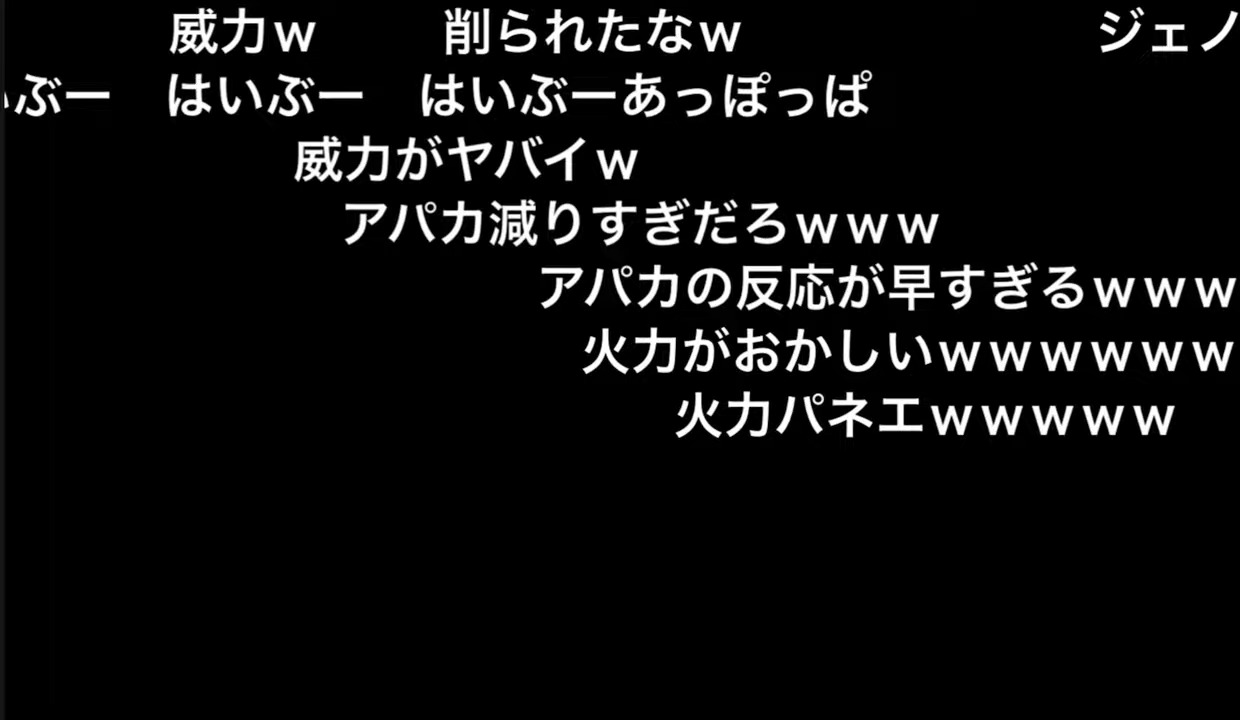 威力ｗ 削られたなｗ ジェノ
ぶー はいぶー はいぶーあっぽっぱ
威力がヤバイｗ
アパカ減りすぎだろｗｗｗ
アパカの反応が早すぎるｗｗｗ
火力がおかしいｗｗｗｗｗｗ
火力パネエｗｗｗｗｗ